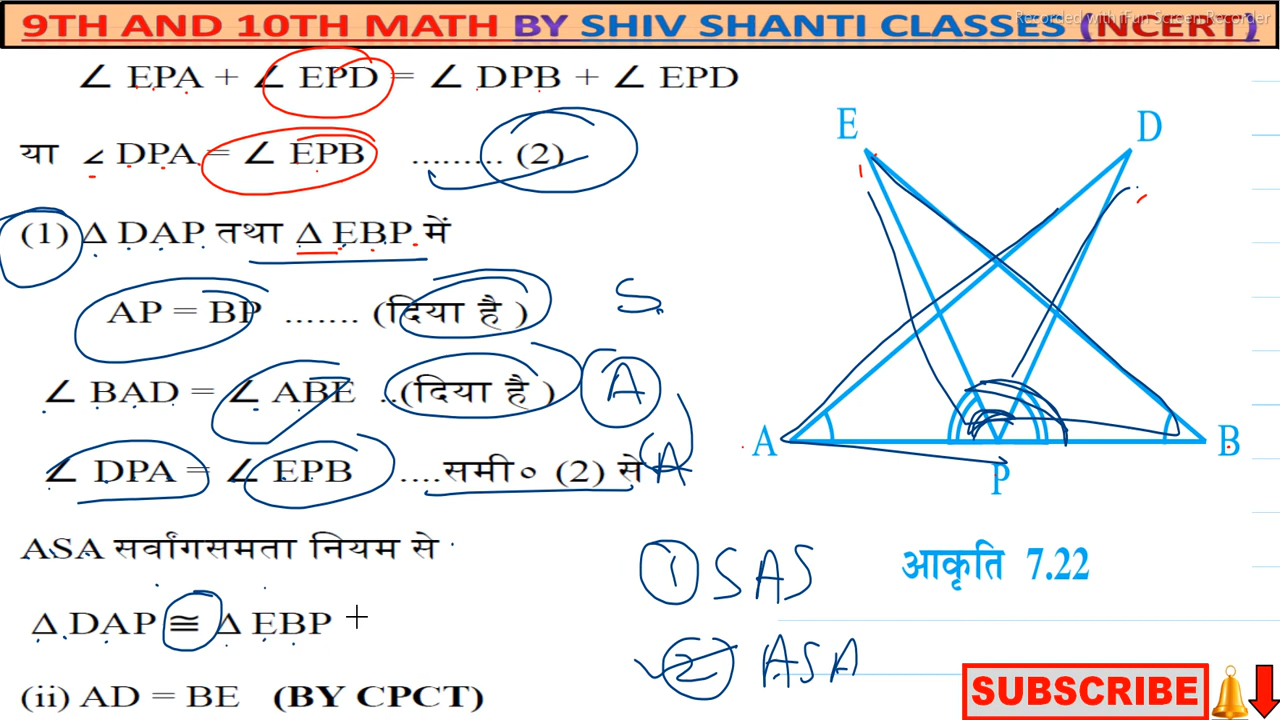 Recorded with iFun Screen Recorder
9TH AND 10TH MATH BY SHIV SHANTI CLASSES (NCERT)
∠ EPA + ∠ EPD = ∠ DPB + ∠ EPD
या ∠ DPA = ∠ EPB ......... (2)
(1) Δ DAP तथा Δ EBP में
AP = BP ....... (दिया है )
S
∠ BAD = ∠ ABE ..(दिया है )
A
∠ DPA = ∠ EPB ....समी० (2) से
A
ASA सर्वांगसमता नियम से
Δ DAP ≅ Δ EBP
(ii) AD = BE (BY CPCT)
E
D
A
B
P
आकृति 7.22
1 SAS
2 ASA
SUBSCRIBE